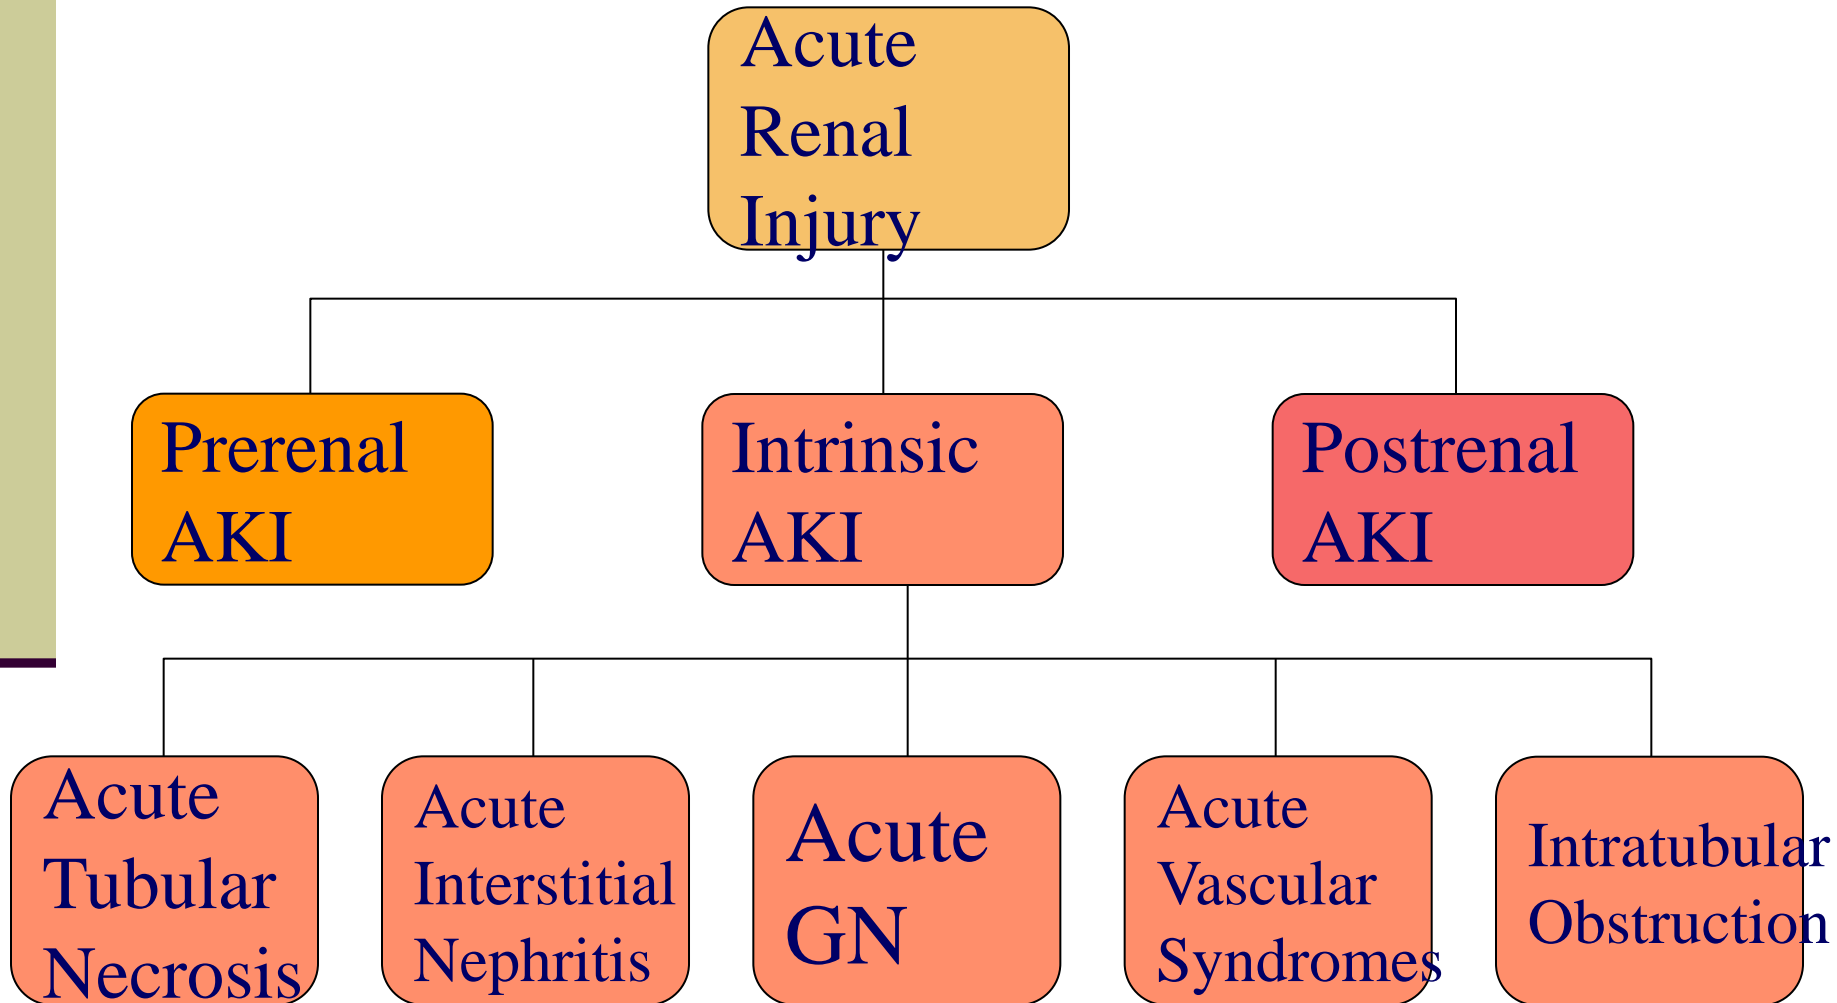 Acute
Renal
Injury
Prerenal
AKI
Intrinsic
AKI
Postrenal
AKI
Acute
Tubular
Necrosis
Acute
Interstitial
Nephritis
Acute
GN
Acute
Vascular
Syndromes
Intratubular
Obstruction